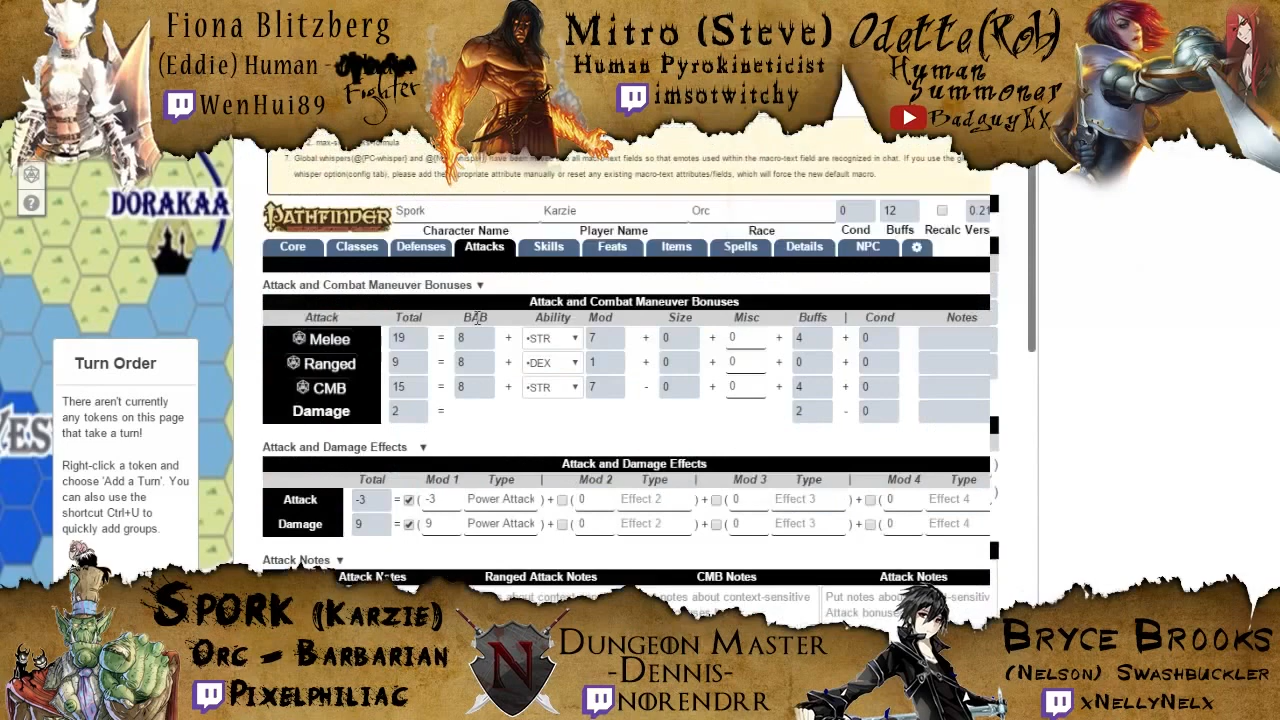 Fiona Blitzberg
(Eddie) Human -
Fighter
WenHui89
Mitro (Steve)
Human Pyrokineticist
imsotwitchy
Odette(Rob)
Human
Summoner
BadguyEX
7. Global whispers(@{PC-whisper} and
macro-text fields so that emotes used within the macro-text field are recognized in chat. If you use the
whisper option(config tab), please add the
attribute manually or reset any existing macro-text attributes/fields, which will force the new default macro.
DORAKAA
PATHFINDER
Spork Karzie Orc 0 12 0.21
Character Name Player Name Race Cond Buffs Recalc Vers
Core Classes Defenses Attacks Skills Feats Items Spells Details NPC
Attack and Combat Maneuver Bonuses ▼
Attack and Combat Maneuver Bonuses
Attack Total BAB Ability Mod Size Misc Buffs | Cond Notes
Melee 19 = 8 + •STR ▼ 7 + 0 + 0 + 4 + 0
Ranged 9 = 8 + •DEX ▼ 1 + 0 + 0 + 0 + 0
CMB 15 = 8 + •STR ▼ 7 - 0 + 0 + 4 + 0
Damage 2 = 2 - 0
Attack and Damage Effects ▼
Attack and Damage Effects
Total Mod 1 Type | Mod 2 Type | Mod 3 Type | Mod 4 Type
Attack -3 = ( -3 Power Attack ) + ( 0 Effect 2 ) + ( 0 Effect 3 ) + ( 0 Effect 4
Damage 9 = ( 9 Power Attack ) + ( 0 Effect 2 ) + ( 0 Effect 3 ) + ( 0 Effect 4
Attack Notes ▼
Attack Notes Ranged Attack Notes CMB Notes Attack Notes
about context-sensitive Put notes about
Attack bonuses
Turn Order
There aren't currently
any tokens on this page
that take a turn!
Right-click a token and
choose 'Add a Turn'. You
can also use the
shortcut Ctrl+U to
quickly add groups.
Spork (Karzie)
Orc - Barbarian
Pixelphiliac
N
Dungeon Master
-Dennis-
norendrr
Bryce Brooks
(Nelson) Swashbuckler
xNellyNelx